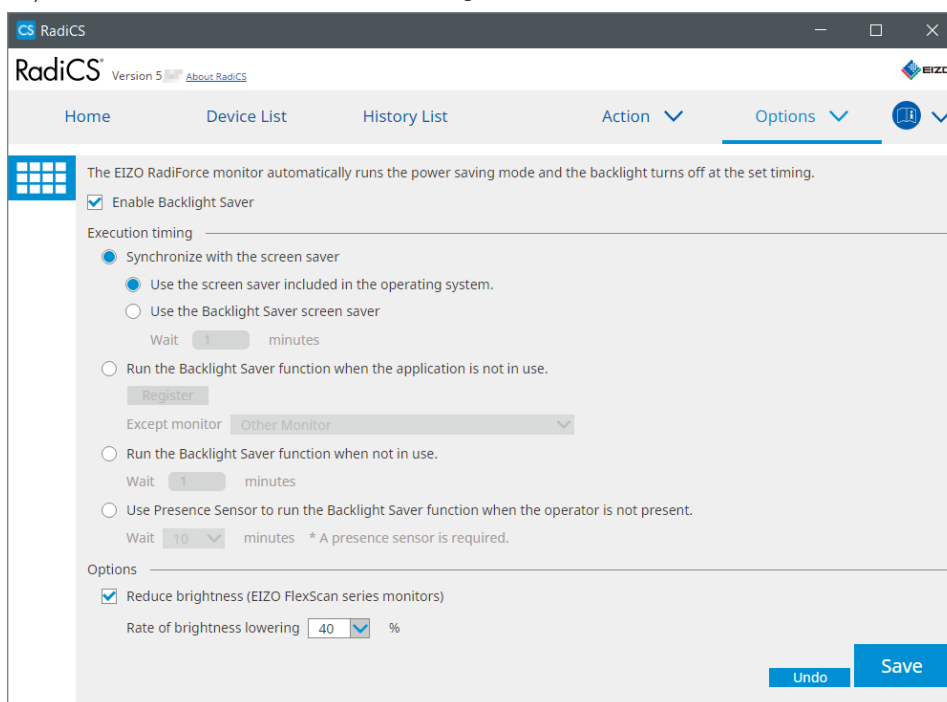 CS RadiCS
RadiCS Version 5. About RadiCS
Home Device List History List Action Options
The EIZO RadiForce monitor automatically runs the power saving mode and the backlight turns off at the set timing.
Enable Backlight Saver
Execution timing
Synchronize with the screen saver
Use the screen saver included in the operating system.
Use the Backlight Saver screen saver
Wait 1 minutes
Run the Backlight Saver function when the application is not in use.
Register
Except monitor Other Monitor
Run the Backlight Saver function when not in use.
Wait 1 minutes
Use Presence Sensor to run the Backlight Saver function when the operator is not present.
Wait 10 minutes * A presence sensor is required.
Options
Reduce brightness (EIZO FlexScan series monitors)
Rate of brightness lowering 40 %
Undo Save